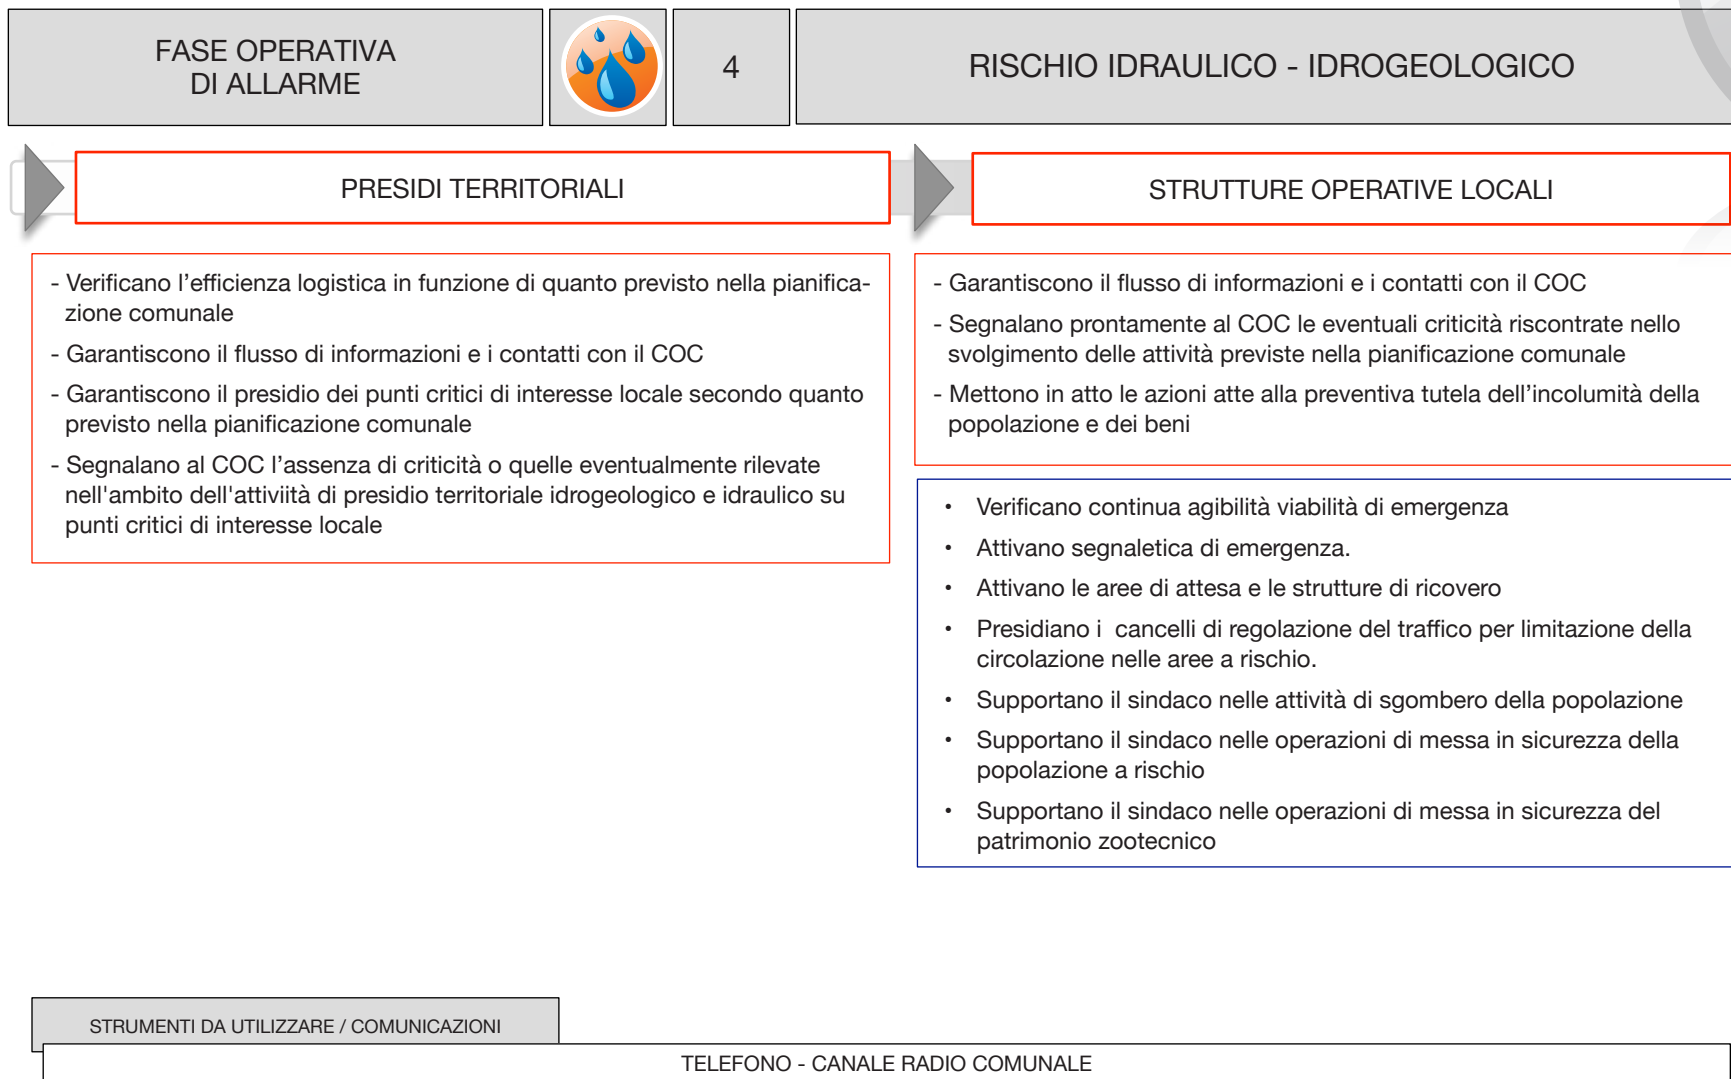 FASE OPERATIVA
DI ALLARME
4
RISCHIO IDRAULICO - IDROGEOLOGICO
PRESIDI TERRITORIALI
- Verificano l’efficienza logistica in funzione di quanto previsto nella pianifica-
zione comunale
- Garantiscono il flusso di informazioni e i contatti con il COC
- Garantiscono il presidio dei punti critici di interesse locale secondo quanto
previsto nella pianificazione comunale
- Segnalano al COC l’assenza di criticità o quelle eventualmente rilevate
nell'ambito dell'attiviità di presidio territoriale idrogeologico e idraulico su
punti critici di interesse locale
STRUTTURE OPERATIVE LOCALI
- Garantiscono il flusso di informazioni e i contatti con il COC
- Segnalano prontamente al COC le eventuali criticità riscontrate nello
svolgimento delle attività previste nella pianificazione comunale
- Mettono in atto le azioni atte alla preventiva tutela dell’incolumità della
popolazione e dei beni
• Verificano continua agibilità viabilità di emergenza
• Attivano segnaletica di emergenza.
• Attivano le aree di attesa e le strutture di ricovero
• Presidiano i cancelli di regolazione del traffico per limitazione della
circolazione nelle aree a rischio.
• Supportano il sindaco nelle attività di sgombero della popolazione
• Supportano il sindaco nelle operazioni di messa in sicurezza della
popolazione a rischio
• Supportano il sindaco nelle operazioni di messa in sicurezza del
patrimonio zootecnico
STRUMENTI DA UTILIZZARE / COMUNICAZIONI
TELEFONO - CANALE RADIO COMUNALE